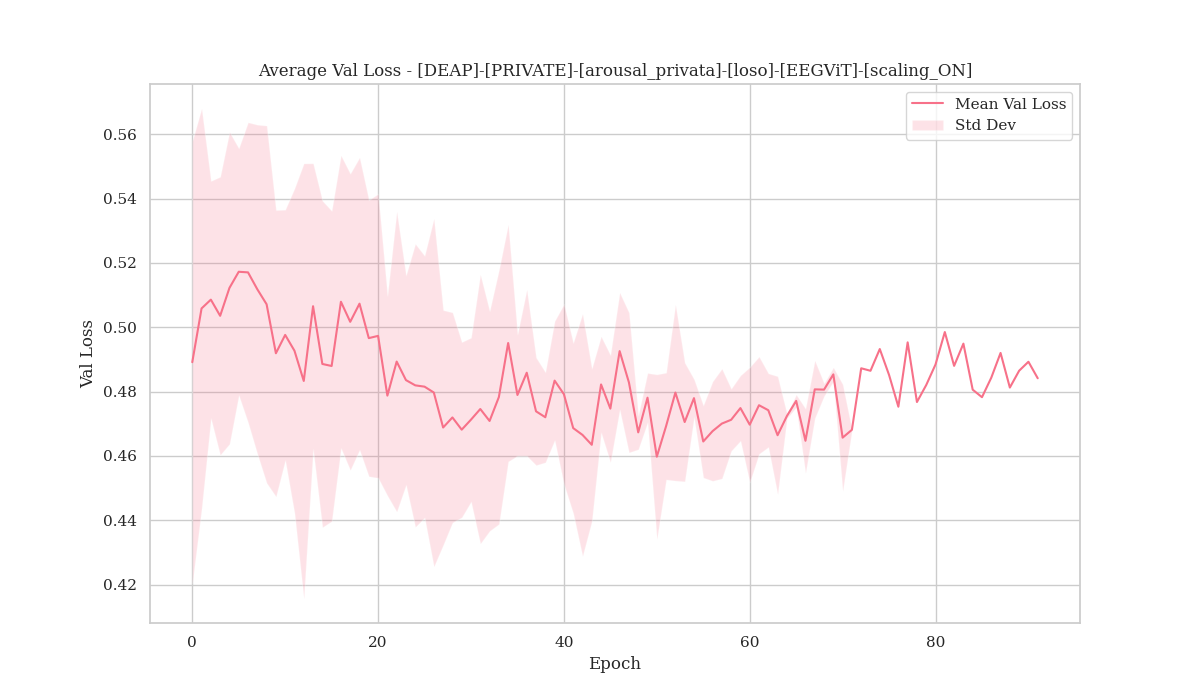 Average Val Loss - [DEAP]-[PRIVATE]-[arousal_privata]-[loso]-[EEGViT]-[scaling_ON]
Mean Val Loss
Std Dev
0.56
0.54
0.52
0.50
0.48
0.46
0.44
0.42
Val Loss
0 20 40 60 80
Epoch